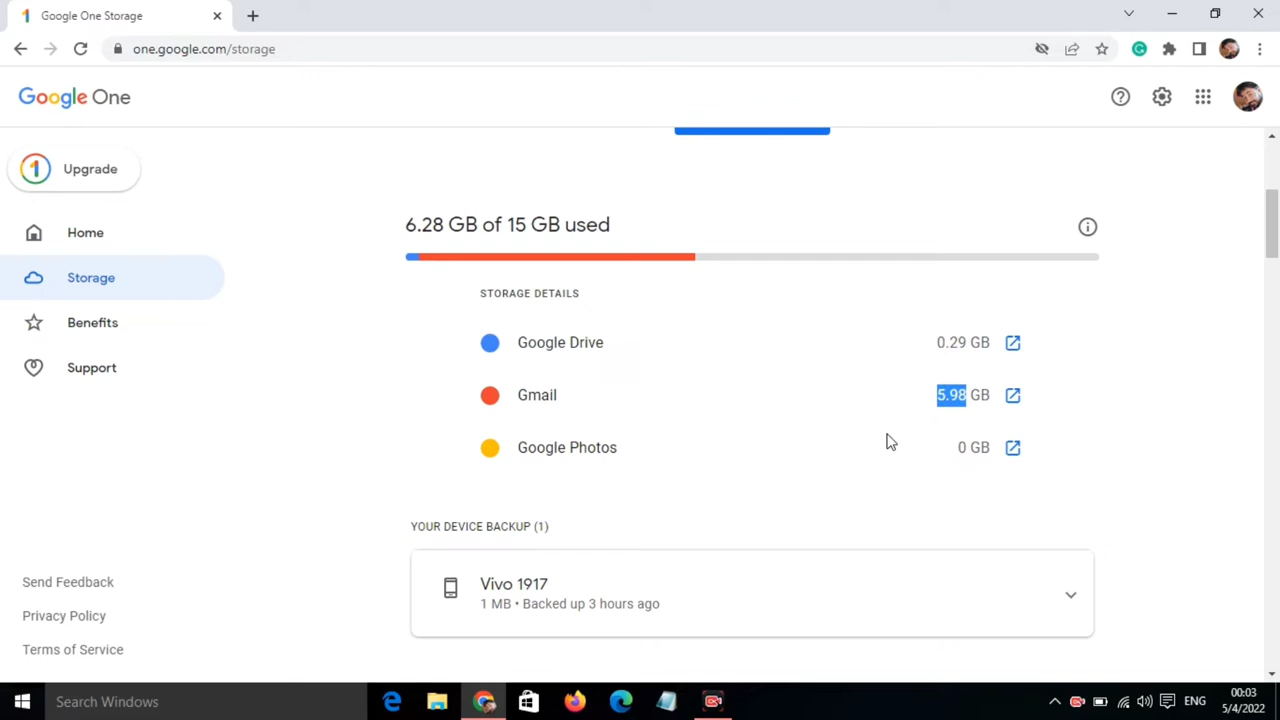 Google One Storage
one.google.com/storage
Google One
Upgrade
Home
Storage
Benefits
Support
6.28 GB of 15 GB used
STORAGE DETAILS
Google Drive 0.29 GB
Gmail 5.98 GB
Google Photos 0 GB
YOUR DEVICE BACKUP (1)
Vivo 1917
1 MB • Backed up 3 hours ago
Send Feedback
Privacy Policy
Terms of Service
Search Windows
ENG
00:03
5/4/2022